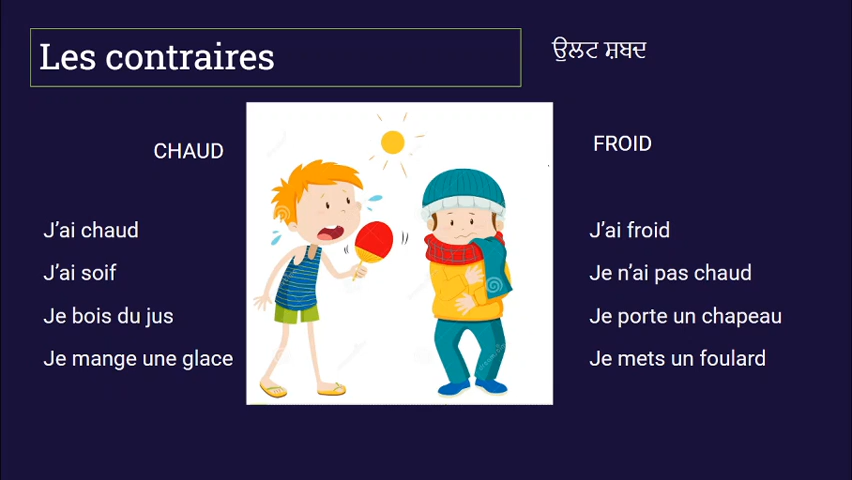 Les contraires
ਉਲਟ ਸ਼ਬਦ
CHAUD
J'ai chaud
J'ai soif
Je bois du jus
Je mange une glace
FROID
J'ai froid
Je n'ai pas chaud
Je porte un chapeau
Je mets un foulard